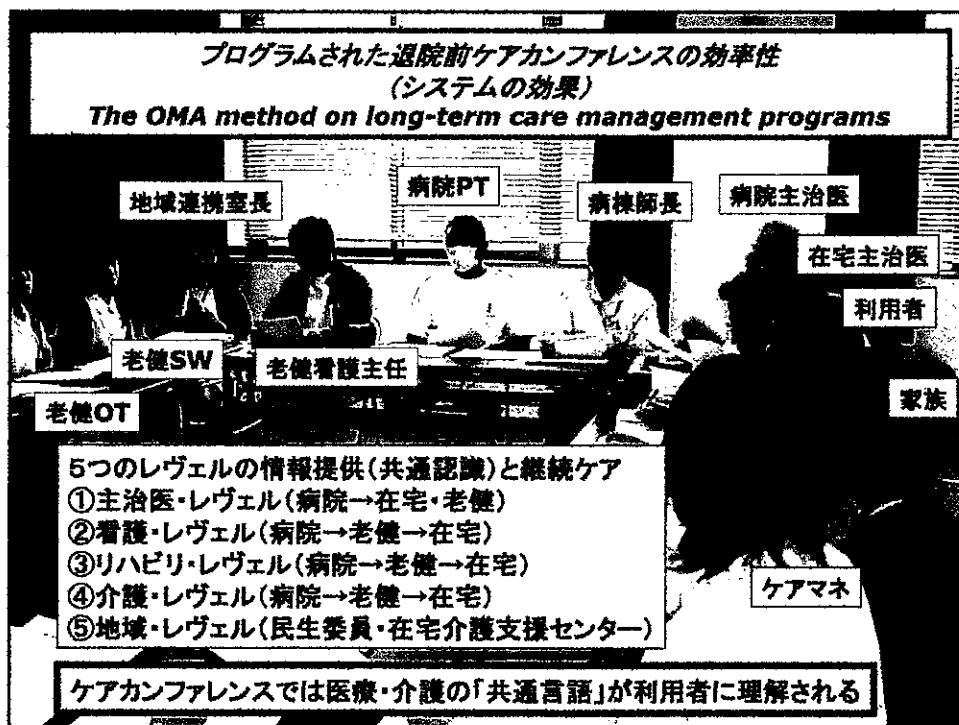 プログラムされた退院前ケアカンファレンスの効率性
(システムの効果)
The OMA method on long-term care management programs
地域連携室長
病院PT
病棟師長
病院主治医
在宅主治医
利用者
家族
老健SW
老健看護主任
老健OT
5つのレヴェルの情報提供(共通認識)と継続ケア
①主治医・レヴェル(病院→在宅・老健)
②看護・レヴェル(病院→老健→在宅)
③リハビリ・レヴェル(病院→老健→在宅)
④介護・レヴェル(病院→老健→在宅)
⑤地域・レヴェル(民生委員・在宅介護支援センター)
ケアマネ
ケアカンファレンスでは医療・介護の「共通言語」が利用者に理解される